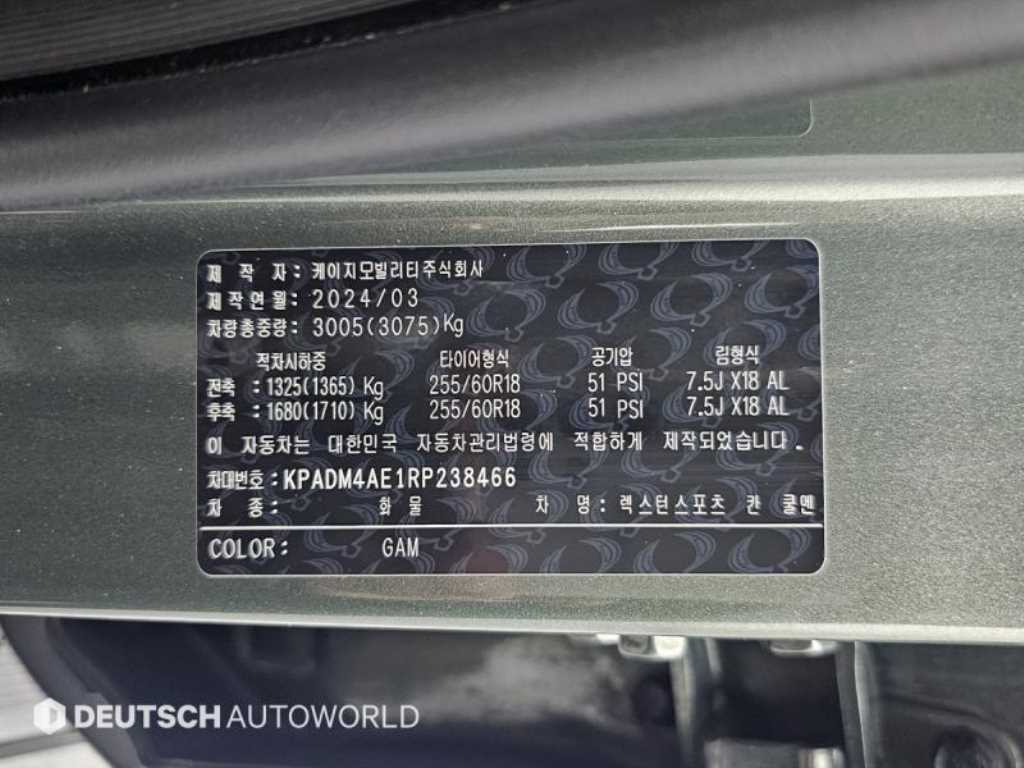 제 작 자 : 케이지모빌리티주식회사
제작연월 : 2024/03
차량총중량 : 3005(3075)Kg
적차시하중 타이어형식 공기압 림형식
전축 : 1325(1365) Kg 255/60R18 51 PSI 7.5J X18 AL
후축 : 1680(1710) Kg 255/60R18 51 PSI 7.5J X18 AL
이 자동차는 대한민국 자동차관리법령에 적합하게 제작되었습니다.
차대번호 : KPADM4AE1RP238466
차 종 : 화 물 차 명 : 렉스턴스포츠 칸 쿨멘
COLOR : GAM
DEUTSCH AUTOWORLD